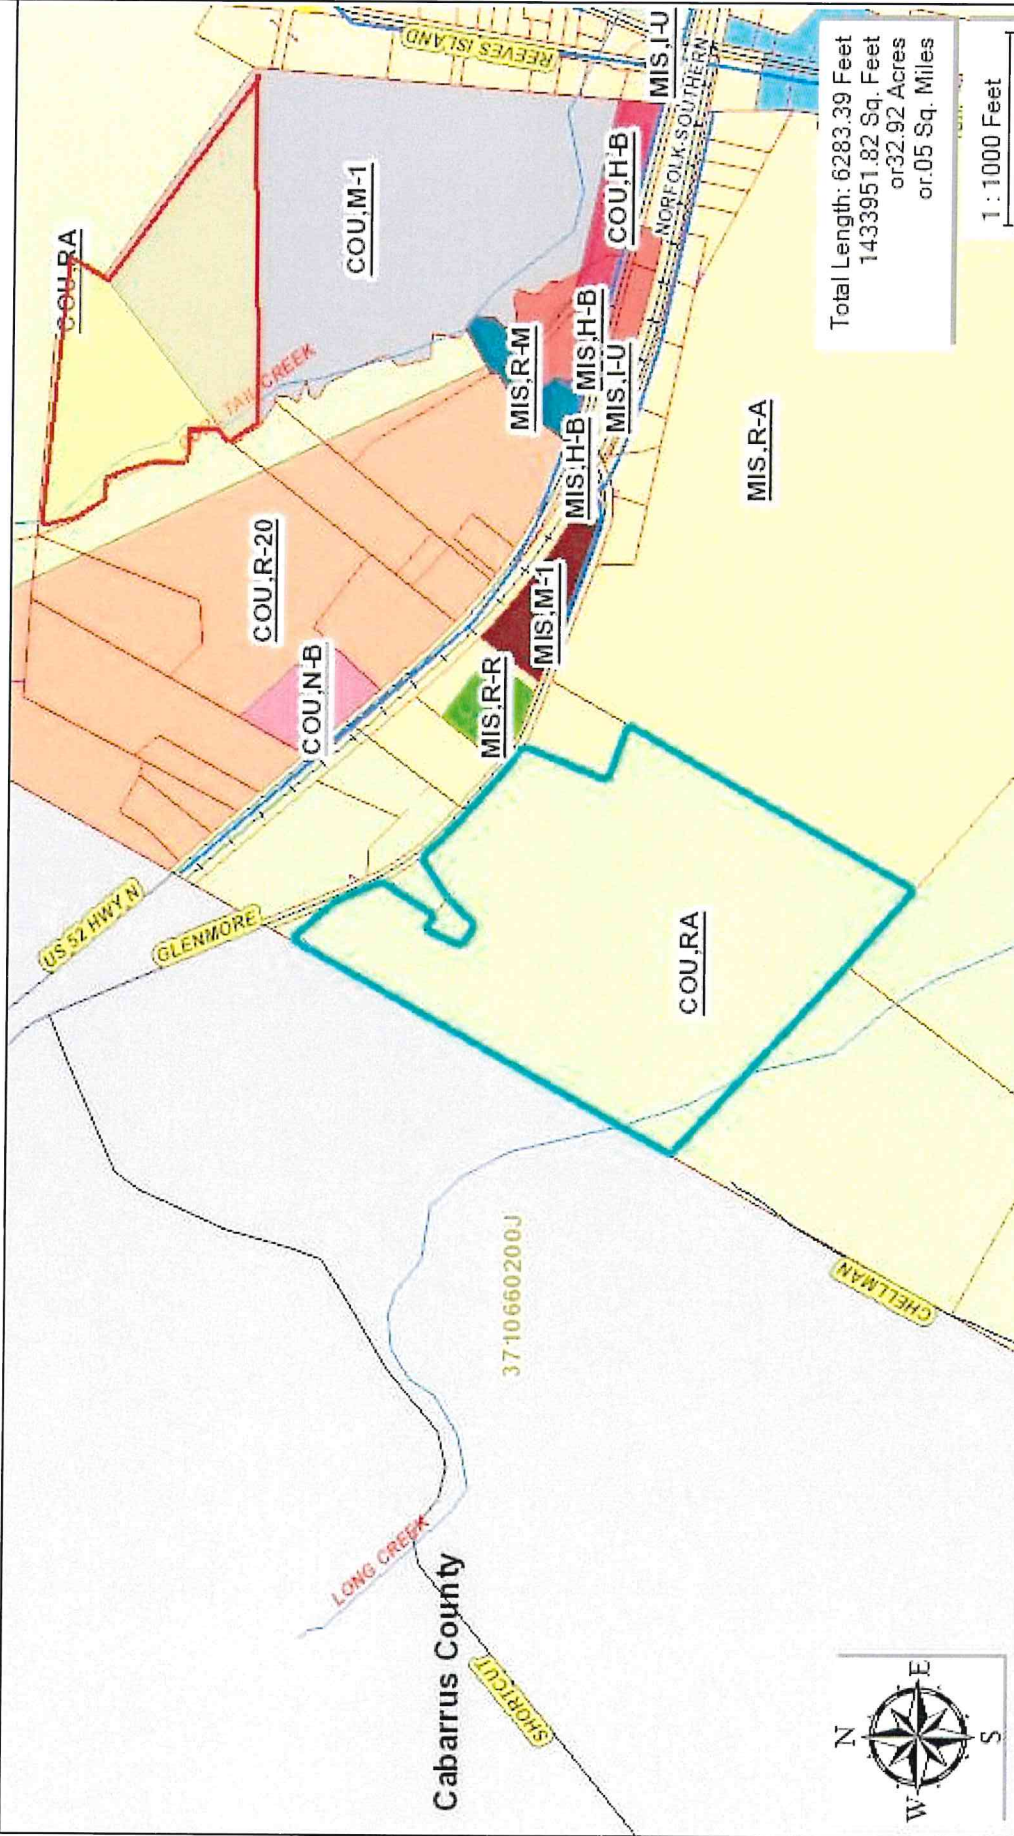 COU,RA
REEVES ISLAND
COU,M-1
MIS,I-U
COU,R-20
COU,H-B
NORFOLK-SOUTHERN
MIS,R-M
MIS,H-B
MIS,I-U
MIS,H-B
COU,N-B
MIS,M-1
MIS,R-R
MIS,R-A
US 52 HWY N
GLENMORE
COU,RA
3710660200J
CHELLMAN
LONG CREEK
Cabarrus County
SHORTCUT
N
W
E
S
Total Length: 6283.39 Feet
1433951.82 Sq. Feet
or32.92 Acres
or.05 Sq. Miles
1 : 1000 Feet
CREEK